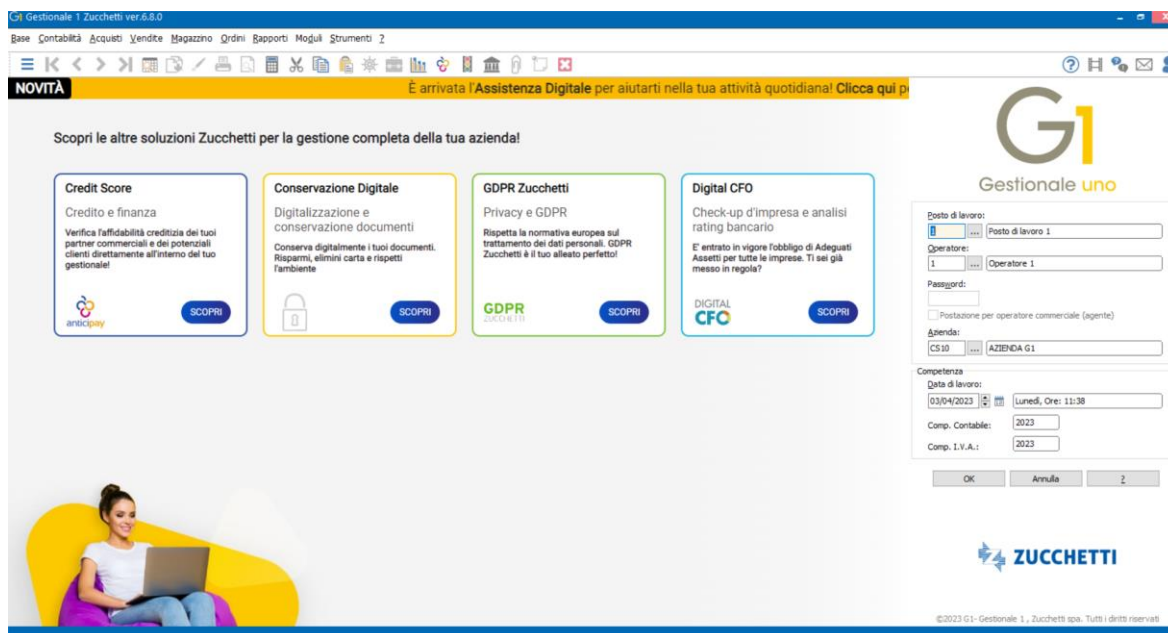 G1 Gestionale 1 Zucchetti ver.6.8.0
Base Contabilità Acquisti Vendite Magazzino Ordini Rapporti Moduli Strumenti ?
NOVITÀ
È arrivata l'Assistenza Digitale per aiutarti nella tua attività quotidiana! Clicca qui
Scopri le altre soluzioni Zucchetti per la gestione completa della tua azienda!
Credit Score
Credito e finanza
Verifica l'affidabilità creditizia dei tuoi
partner commerciali e dei potenziali
clienti direttamente all'interno del tuo
gestionale!
anticipay
SCOPRI
Conservazione Digitale
Digitalizzazione e
conservazione documenti
Conserva digitalmente i tuoi documenti.
Risparmi, elimini carta e rispetti
l'ambiente
SCOPRI
GDPR Zucchetti
Privacy e GDPR
Rispetta la normativa europea sul
trattamento dei dati personali. GDPR
Zucchetti è il tuo alleato perfetto!
GDPR
ZUCCHETTI
SCOPRI
Digital CFO
Check-up d'impresa e analisi
rating bancario
E' entrato in vigore l'obbligo di Adeguati
Assetti per tutte le imprese. Ti sei già
messo in regola?
DIGITAL
CFO
SCOPRI
G1
Gestionale uno
Posto di lavoro:
1 ... Posto di lavoro 1
Operatore:
1 ... Operatore 1
Password:
Postazione per operatore commerciale (agente)
Azienda:
CS10 ... AZIENDA G1
Competenza
Data di lavoro:
03/04/2023 Lunedì, Ore: 11:38
Comp. Contabile: 2023
Comp. I.V.A.: 2023
OK Annulla ?
ZUCCHETTI
©2023 G1- Gestionale 1 , Zucchetti spa. Tutti i diritti riservati